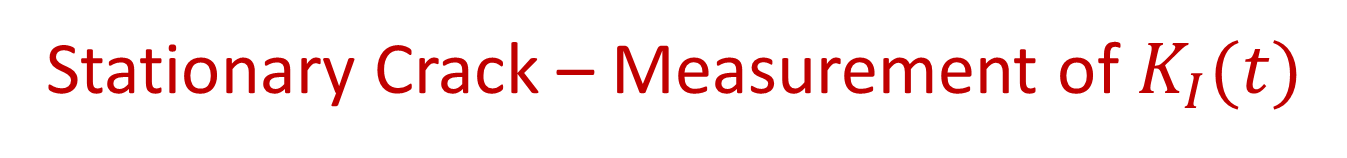 Stationary Crack – Measurement of $K_I(t)$